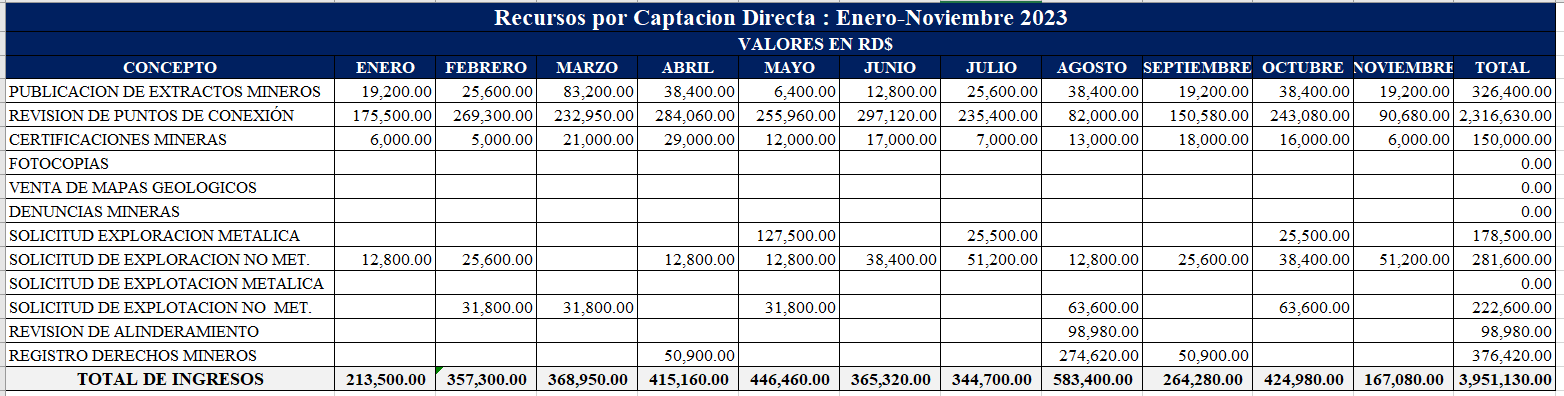 Recursos por Captacion Directa : Enero-Noviembre 2023
VALORES EN RD$
CONCEPTO ENERO FEBRERO MARZO ABRIL MAYO JUNIO JULIO AGOSTO SEPTIEMBRE OCTUBRE NOVIEMBRE TOTAL
PUBLICACION DE EXTRACTOS MINEROS 19,200.00 25,600.00 83,200.00 38,400.00 6,400.00 12,800.00 25,600.00 38,400.00 19,200.00 38,400.00 19,200.00 326,400.00
REVISION DE PUNTOS DE CONEXIÓN 175,500.00 269,300.00 232,950.00 284,060.00 255,960.00 297,120.00 235,400.00 82,000.00 150,580.00 243,080.00 90,680.00 2,316,630.00
CERTIFICACIONES MINERAS 6,000.00 5,000.00 21,000.00 29,000.00 12,000.00 17,000.00 7,000.00 13,000.00 18,000.00 16,000.00 6,000.00 150,000.00
FOTOCOPIAS 0.00
VENTA DE MAPAS GEOLOGICOS 0.00
DENUNCIAS MINERAS 0.00
SOLICITUD EXPLORACION METALICA 127,500.00 25,500.00 25,500.00 178,500.00
SOLICITUD DE EXPLORACION NO MET. 12,800.00 25,600.00 12,800.00 12,800.00 38,400.00 51,200.00 12,800.00 25,600.00 38,400.00 51,200.00 281,600.00
SOLICITUD DE EXPLOTACION METALICA 0.00
SOLICITUD DE EXPLOTACION NO MET. 31,800.00 31,800.00 31,800.00 63,600.00 63,600.00 222,600.00
REVISION DE ALINDERAMIENTO 98,980.00 98,980.00
REGISTRO DERECHOS MINEROS 50,900.00 274,620.00 50,900.00 376,420.00
TOTAL DE INGRESOS 213,500.00 357,300.00 368,950.00 415,160.00 446,460.00 365,320.00 344,700.00 583,400.00 264,280.00 424,980.00 167,080.00 3,951,130.00